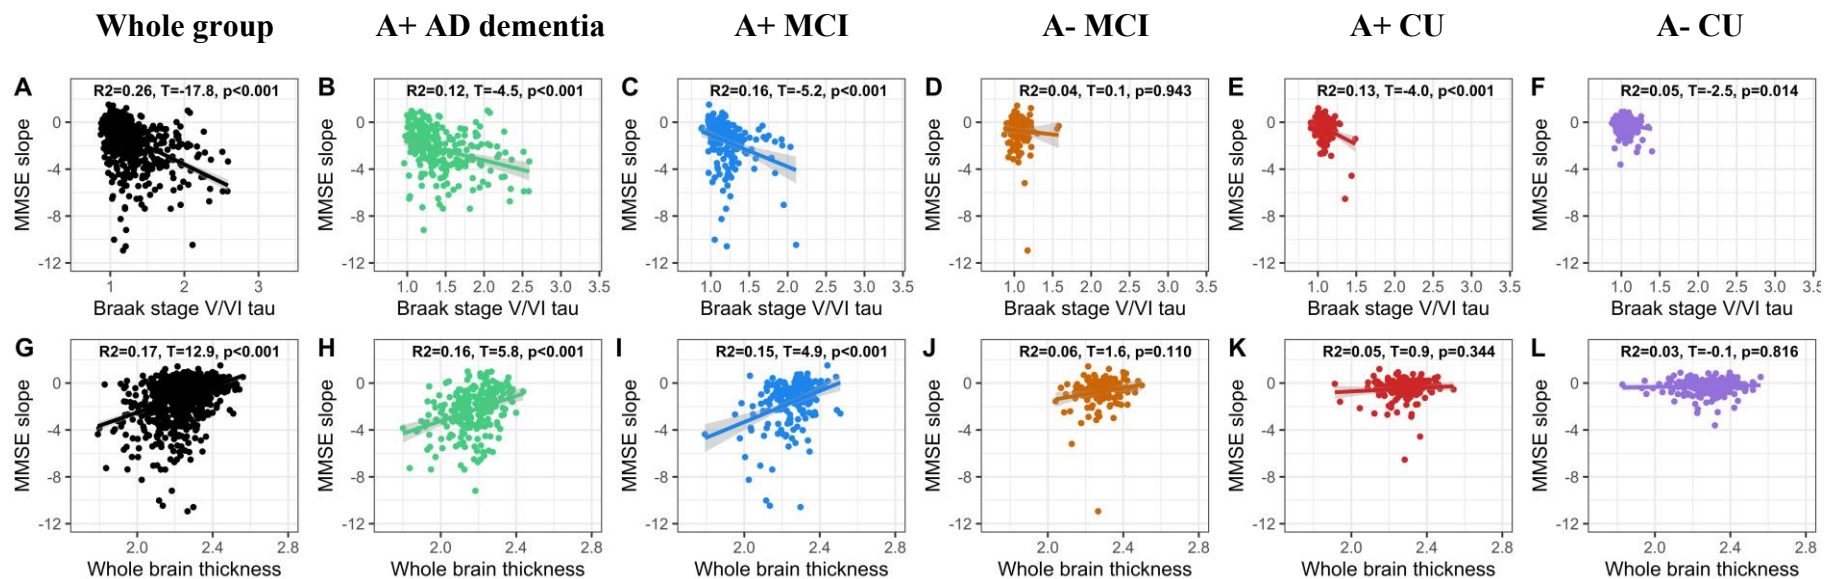 Whole group A+ AD dementia A+ MCI A- MCI A+ CU A- CU
A B C D E F
R2=0.26, T=-17.8, p<0.001 R2=0.12, T=-4.5, p<0.001 R2=0.16, T=-5.2, p<0.001 R2=0.04, T=0.1, p=0.943 R2=0.13, T=-4.0, p<0.001 R2=0.05, T=-2.5, p=0.014
MMSE slope MMSE slope MMSE slope MMSE slope MMSE slope MMSE slope
0 0 0 0 0 0
-4 -4 -4 -4 -4 -4
-8 -8 -8 -8 -8 -8
-12 -12 -12 -12 -12 -12
1 2 3 1.0 1.5 2.0 2.5 3.0 3.5 1.0 1.5 2.0 2.5 3.0 3.5 1.0 1.5 2.0 2.5 3.0 3.5 1.0 1.5 2.0 2.5 3.0 3.5 1.0 1.5 2.0 2.5 3.0 3.5
Braak stage V/VI tau Braak stage V/VI tau Braak stage V/VI tau Braak stage V/VI tau Braak stage V/VI tau Braak stage V/VI tau
G H I J K L
R2=0.17, T=12.9, p<0.001 R2=0.16, T=5.8, p<0.001 R2=0.15, T=4.9, p<0.001 R2=0.06, T=1.6, p=0.110 R2=0.05, T=0.9, p=0.344 R2=0.03, T=-0.1, p=0.816
MMSE slope MMSE slope MMSE slope MMSE slope MMSE slope MMSE slope
0 0 0 0 0 0
-4 -4 -4 -4 -4 -4
-8 -8 -8 -8 -8 -8
-12 -12 -12 -12 -12 -12
2.0 2.4 2.8 2.0 2.4 2.8 2.0 2.4 2.8 2.0 2.4 2.8 2.0 2.4 2.8 2.0 2.4 2.8
Whole brain thickness Whole brain thickness Whole brain thickness Whole brain thickness Whole brain thickness Whole brain thickness